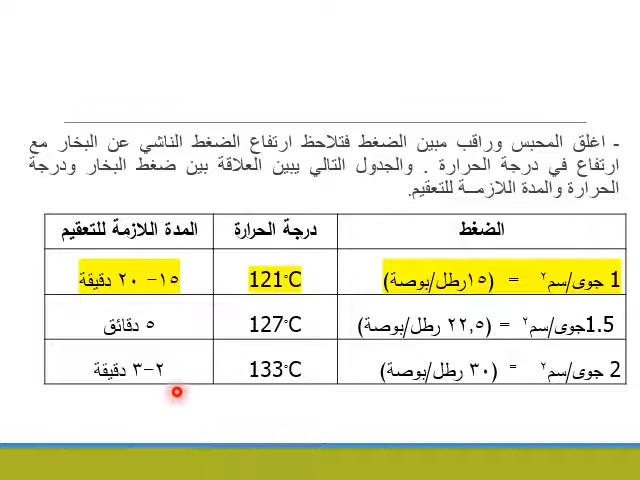 - اغلق المحبس وراقب مبين الضغط فتلاحظ ارتفاع الضغط الناشي عن البخار مع
ارتفاع في درجة الحرارة . والجدول التالي يبين العلاقة بين ضغط البخار ودرجة
الحرارة والمدة اللازمـــة للتعقيم.
الضغط درجة الحرارة المدة اللازمة للتعقيم
1 جوى/سم٢ = (١٥رطل/بوصة) 121°C ١٥– ٢٠ دقيقة
1.5جوى/سم٢ = (٢٢,٥ رطل/بوصة) 127°C ٥ دقائق
2 جوى/سم٢ = (٣٠ رطل/بوصة) 133°C ٢–٣ دقيقة